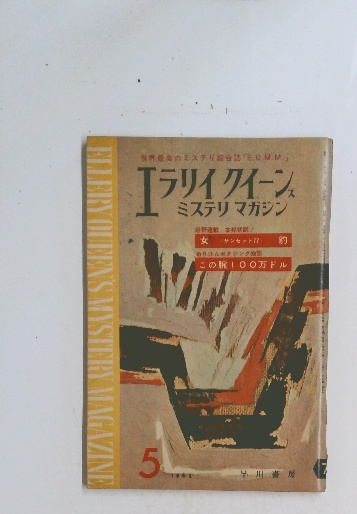 ELLERY QUEEN'S MYSTERY MAGAZINE
世界最高のミステリ綜合誌「E.Q.M.M.」
エラリイクイーンズ
ミステリマガジン
女 (サンセット77) 豹
この腕100万ドル
5
早川書房